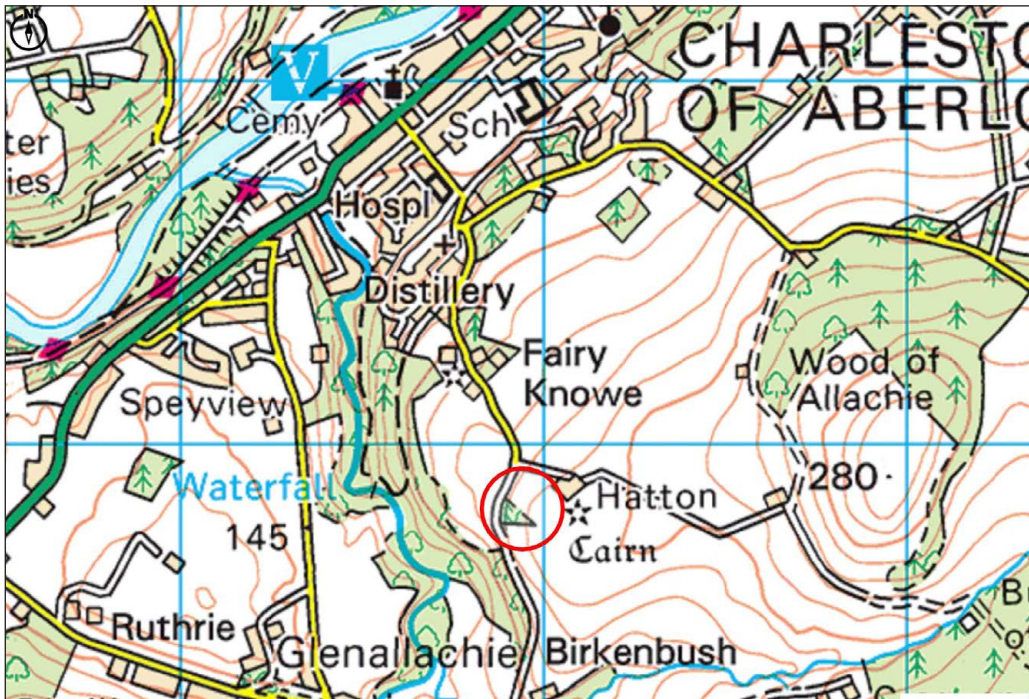 N
CHARLESTO
OF ABERLO
V
Cemy
Sch
ter
ies
Hospl
Distillery
Fairy
Knowe
Wood of
Allachie
Speyview
Waterfall
280
Hatton
145
Cairn
Ruthrie
Glenallachie
Birkenbush